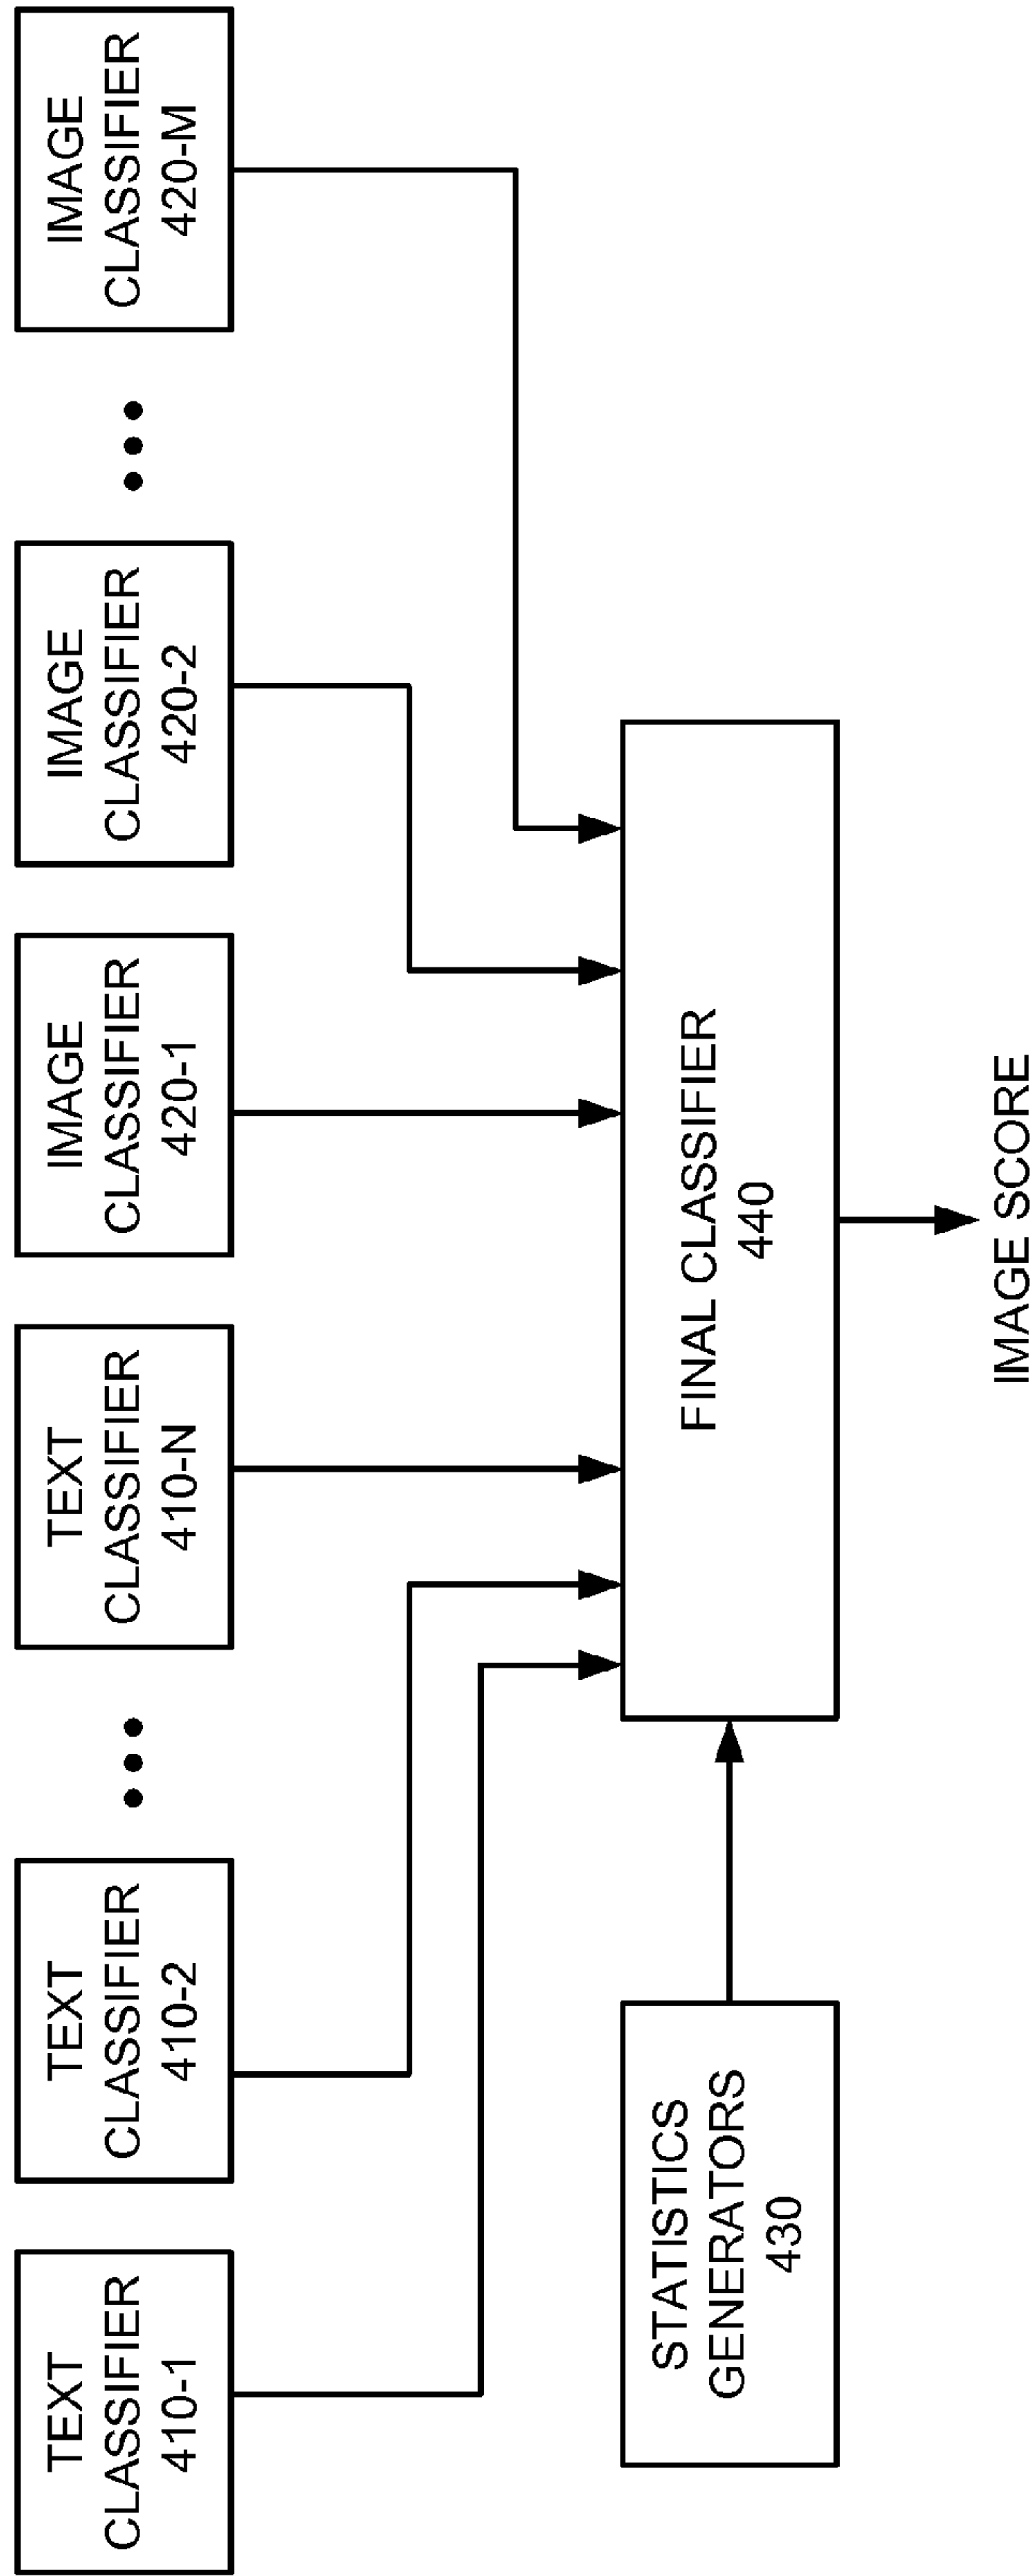 TEXT
CLASSIFIER
410-1
TEXT
CLASSIFIER
410-2
TEXT
CLASSIFIER
410-N
IMAGE
CLASSIFIER
420-1
IMAGE
CLASSIFIER
420-2
IMAGE
CLASSIFIER
420-M
STATISTICS
GENERATORS
430
FINAL CLASSIFIER
440
IMAGE SCORE